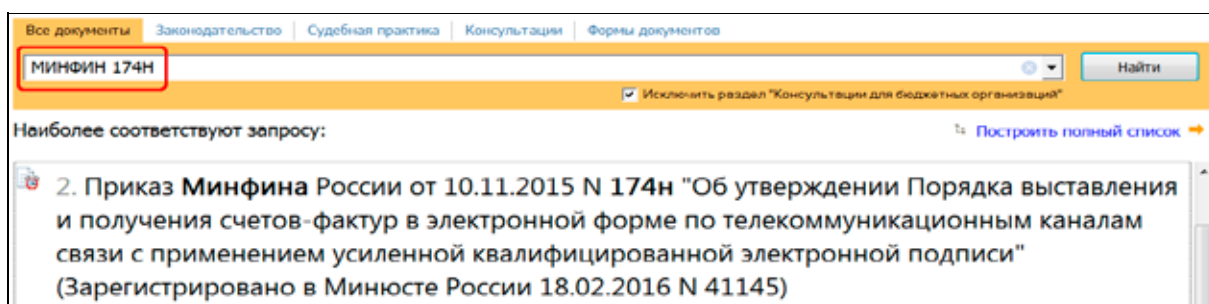 Все документы Законодательство Судебная практика Консультации Формы документов
МИНФИН 174Н Найти
Исключить раздел "Консультации для бюджетных организаций"
Наиболее соответствуют запросу: Построить полный список
2. Приказ Минфина России от 10.11.2015 N 174н "Об утверждении Порядка выставления
и получения счетов-фактур в электронной форме по телекоммуникационным каналам
связи с применением усиленной квалифицированной электронной подписи"
(Зарегистрировано в Минюсте России 18.02.2016 N 41145)